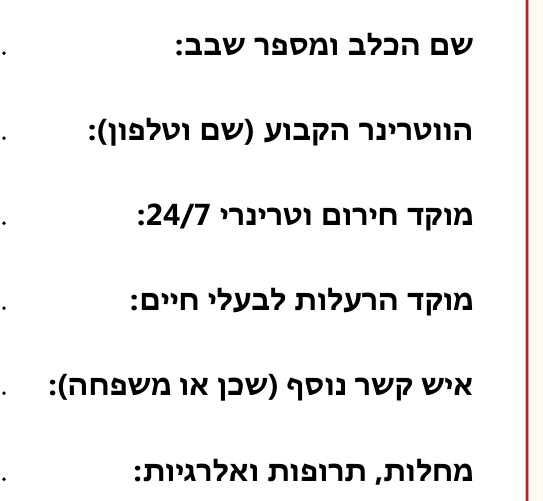 שם הכלב ומספר שבב: .
הווטרינר הקבוע (שם וטלפון): .
מוקד חירום וטרינרי 24/7: .
מוקד הרעלות לבעלי חיים: .
איש קשר נוסף (שכן או משפחה): .
מחלות, תרופות ואלרגיות: .